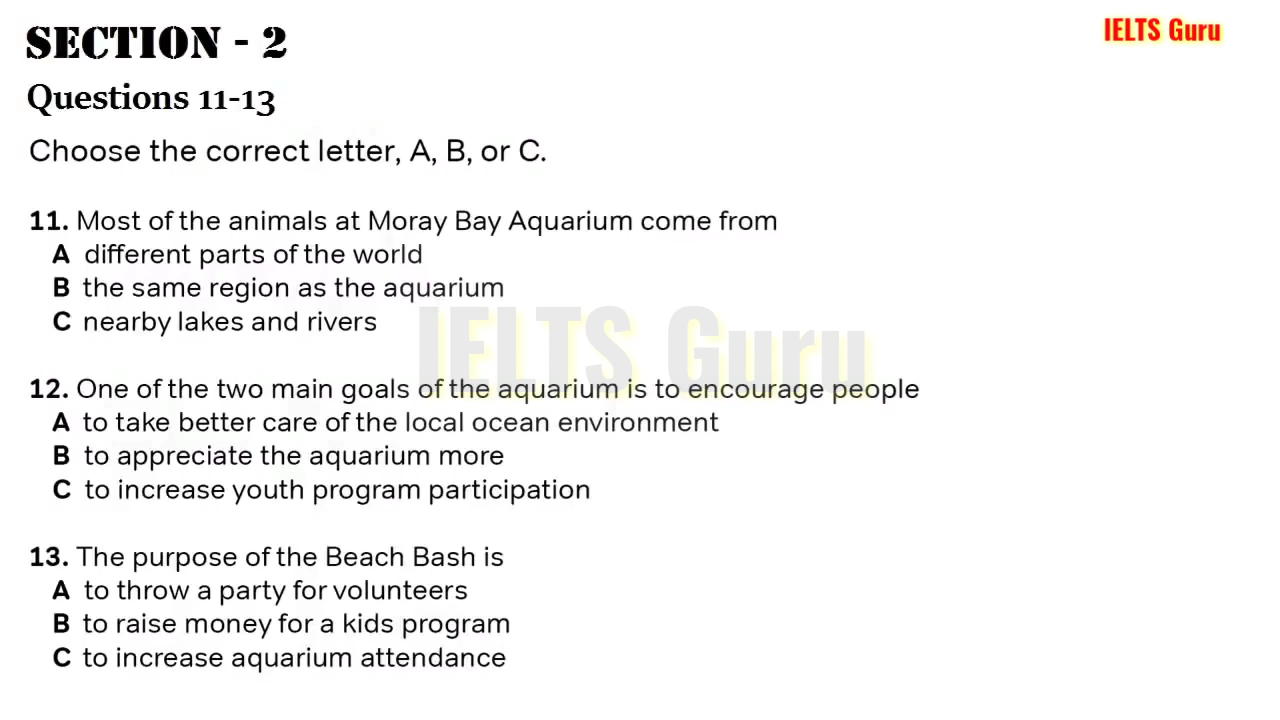 SECTION - 2
IELTS Guru
Questions 11-13
Choose the correct letter, A, B, or C.
11. Most of the animals at Moray Bay Aquarium come from
A different parts of the world
B the same region as the aquarium
C nearby lakes and rivers
IELTS Guru
12. One of the two main goals of the aquarium is to encourage people
A to take better care of the local ocean environment
B to appreciate the aquarium more
C to increase youth program participation
13. The purpose of the Beach Bash is
A to throw a party for volunteers
B to raise money for a kids program
C to increase aquarium attendance